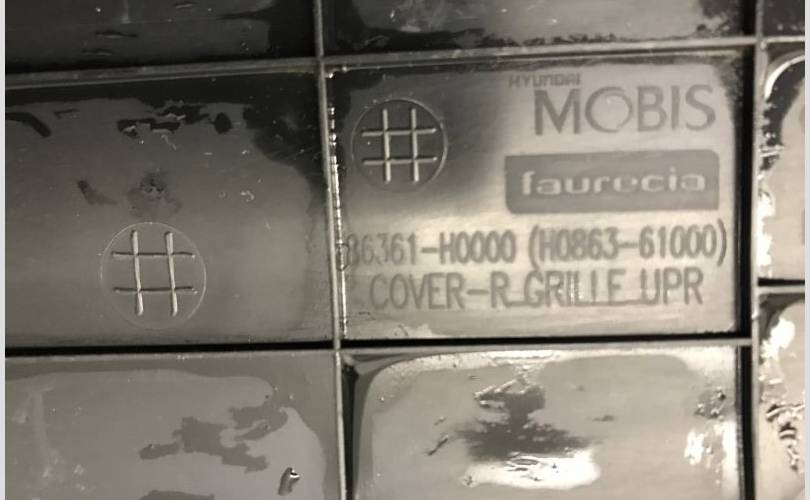 HYUNDAI
MOBIS
faurecia
86361-H0000 (H0863-61000)
COVER-R GRILLE UPR